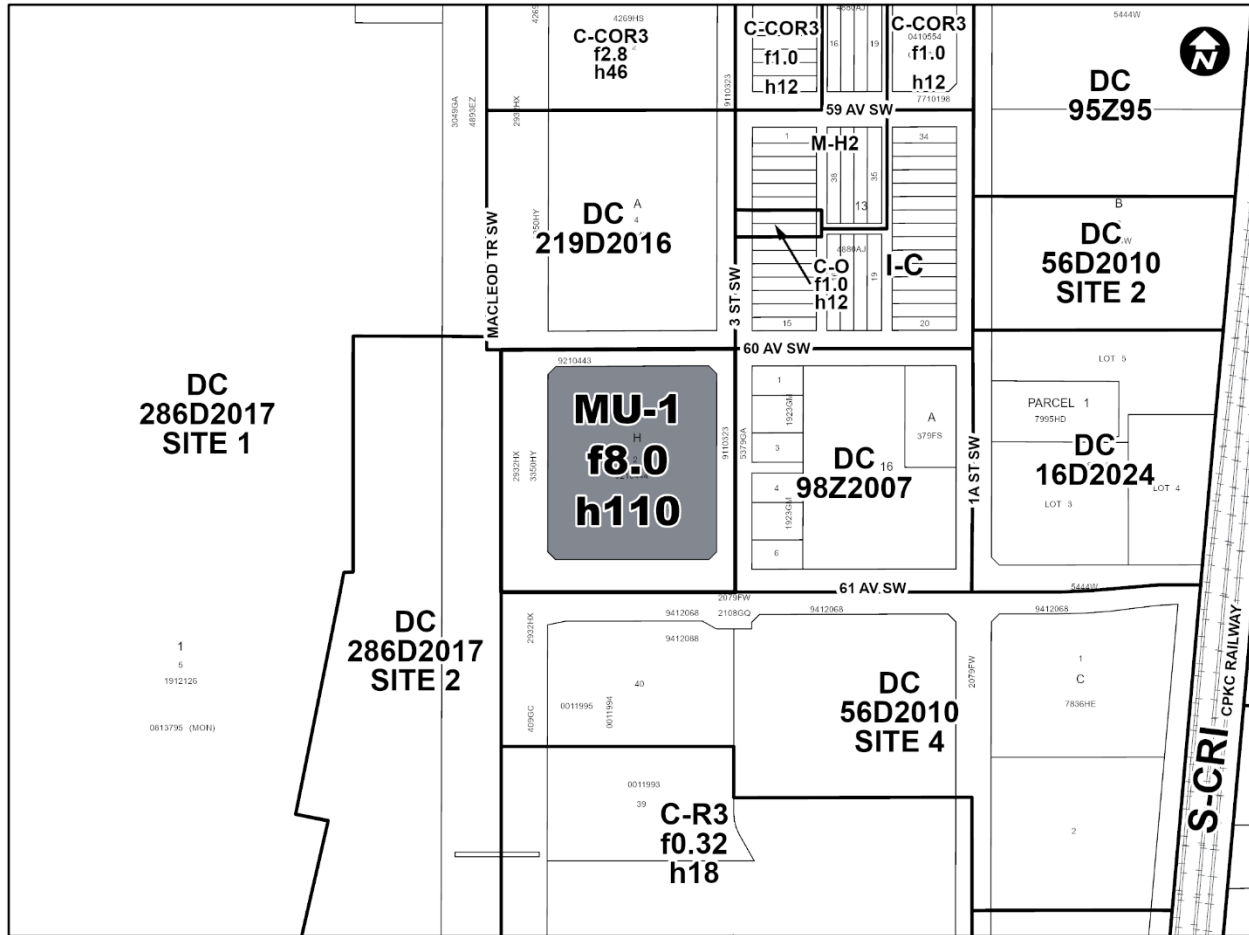 4269HS
C-COR3
f2.8
h46
C-COR3
f1.0
h12
4880AJ
16
19
C-COR3
0410554
f1.0
h12
7710198
5444W
N
DC
95Z95
3049GA
4893EZ
2932HX
9110323
59 AV SW
1
M-H2
34
38
35
13
MACLEOD TR SW
A
4
DC
219D2016
3 ST SW
4880AJ
C-O
f1.0
h12
19
I-C
15
20
B
DC
56D2010
SITE 2
60 AV SW
LOT 5
DC
286D2017
SITE 1
9210443
MU-1
H
f8.0
h110
2932HX
3350HY
9110323
5379GA
1
1923GM
3
4
1923GM
6
A
379FS
DC
16
98Z2007
1A ST SW
PARCEL 1
7995HD
DC
16D2024
LOT 3
LOT 4
61 AV SW
5444W
2079FW
9412068
2108GQ
9412068
9412068
9412088
2932HX
DC
286D2017
SITE 2
1
5
1912126
0613795 (MON)
40
0011995
0011994
409GC
DC
56D2010
SITE 4
2079FW
1
C
7836HE
S-CRI
CPKC RAILWAY
0011993
39
C-R3
f0.32
h18
2